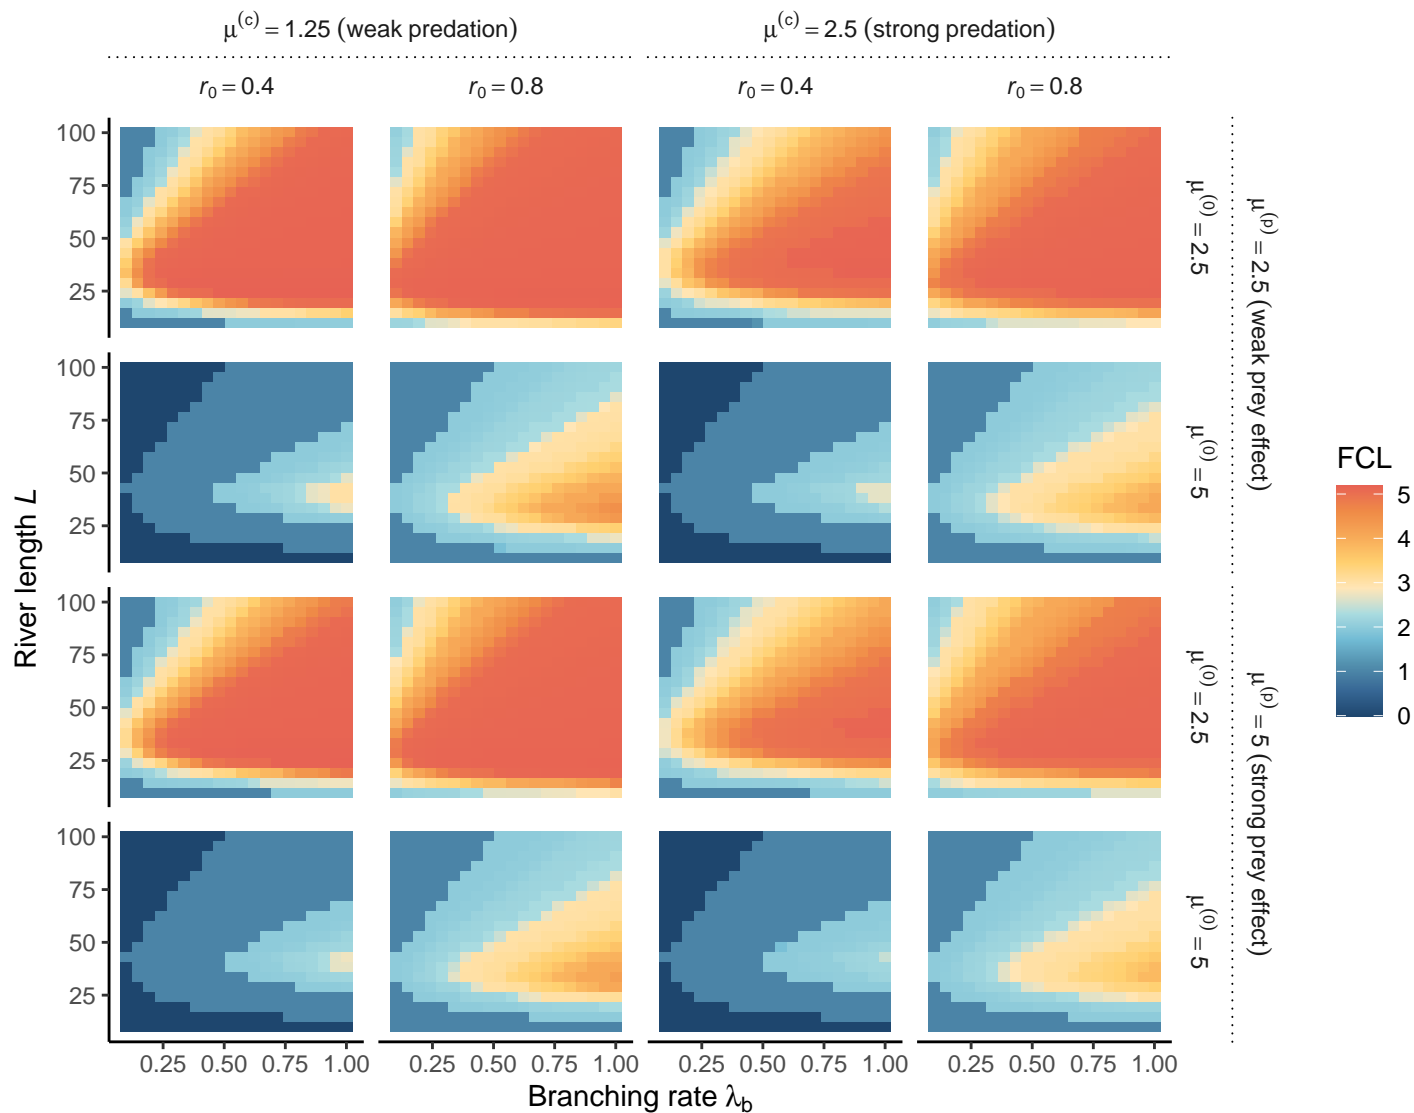 μ(c) = 1.25 (weak predation)
μ(c) = 2.5 (strong predation)
r0 = 0.4
r0 = 0.8
r0 = 0.4
r0 = 0.8
100
75
50
25
μ(0) = 2.5
100
75
50
25
μ(0) = 5
μ(p) = 2.5 (weak prey effect)
100
75
50
25
μ(0) = 2.5
100
75
50
25
μ(0) = 5
μ(p) = 5 (strong prey effect)
River length L
0.25 0.50 0.75 1.00
0.25 0.50 0.75 1.00
0.25 0.50 0.75 1.00
0.25 0.50 0.75 1.00
Branching rate λb
FCL
5
4
3
2
1
0